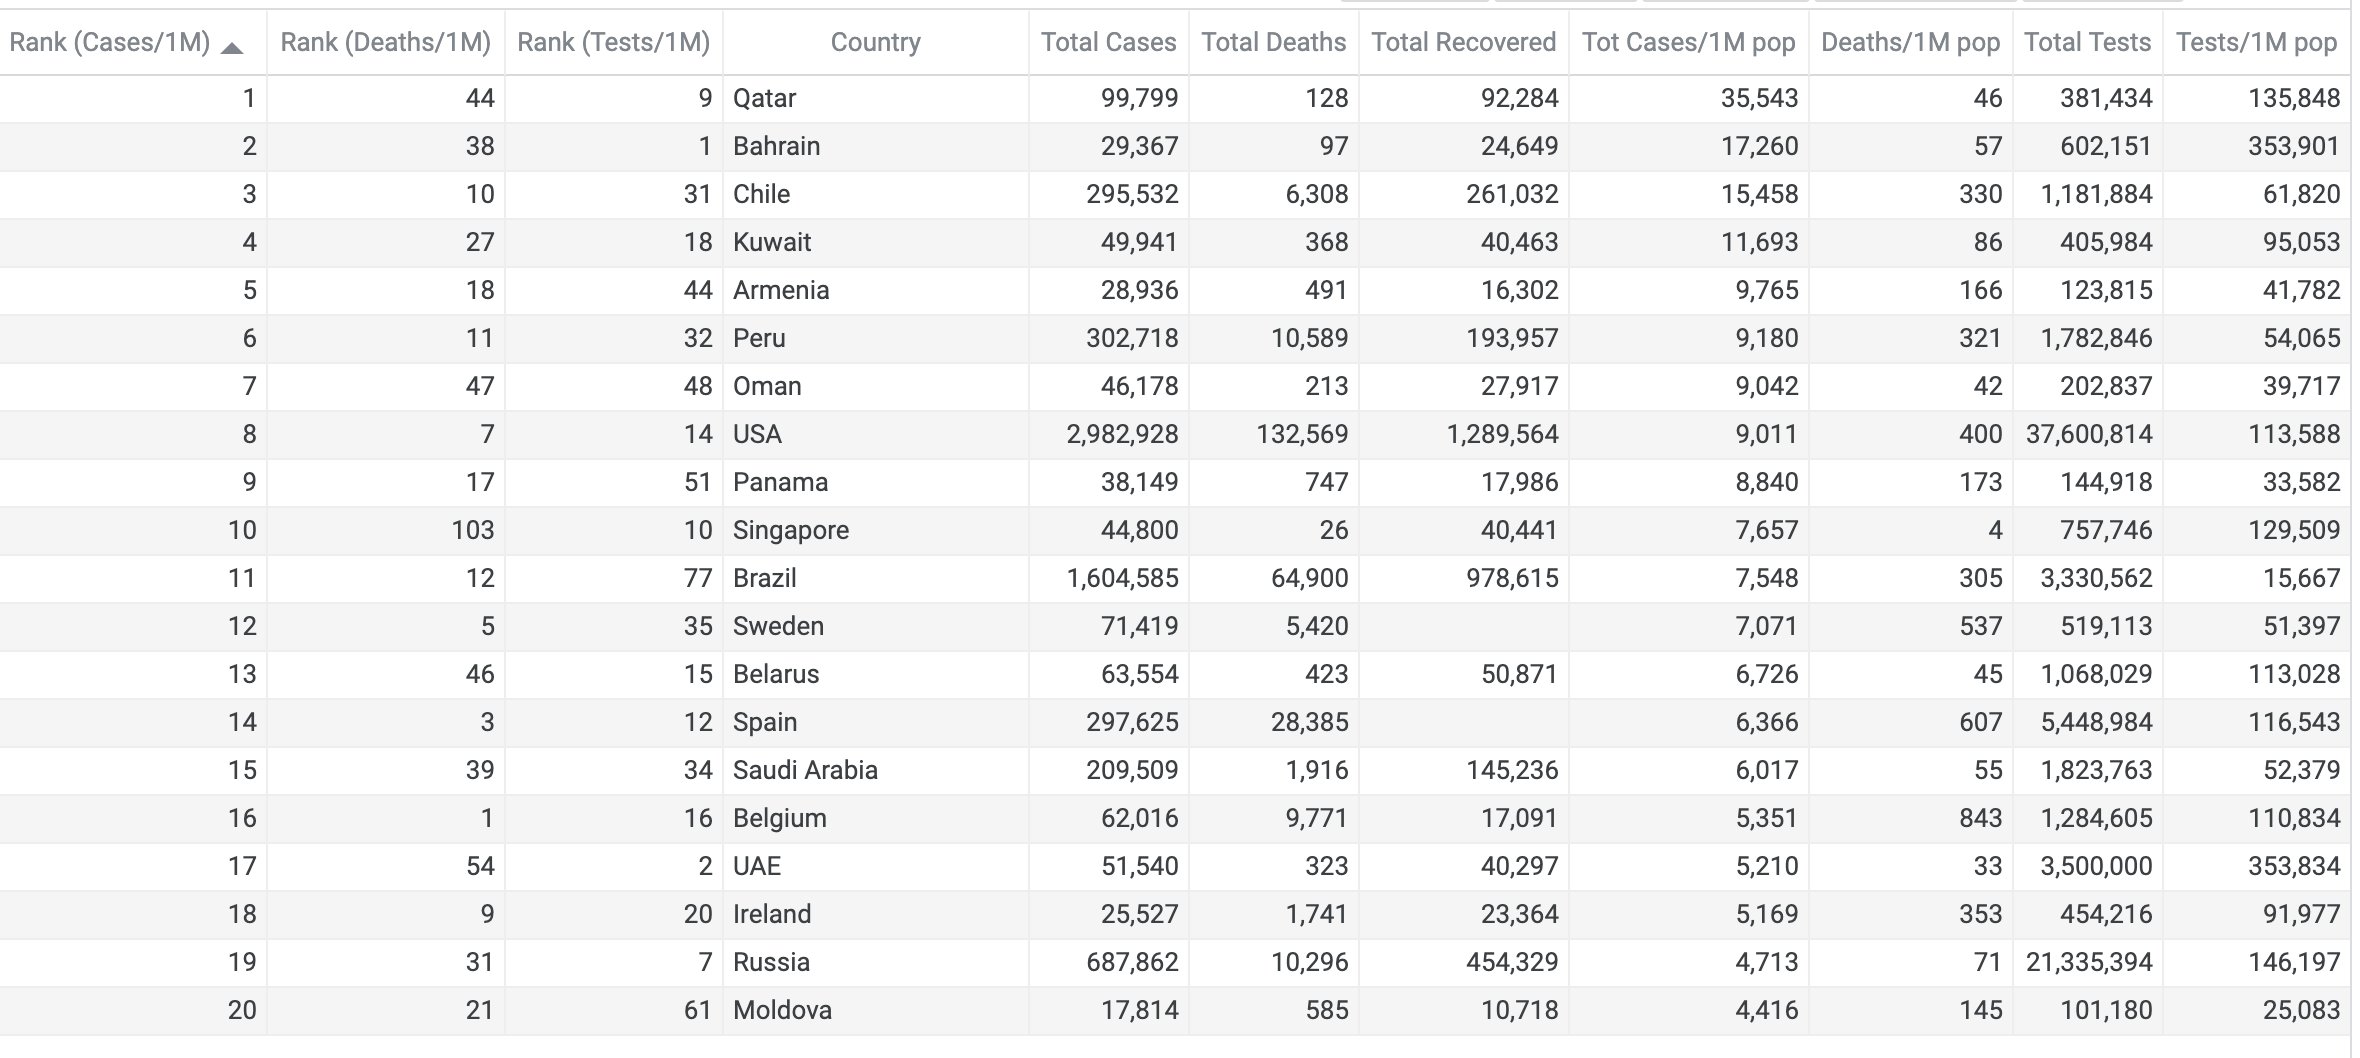 Rank (Cases/1M) Rank (Deaths/1M) Rank (Tests/1M) Country Total Cases Total Deaths Total Recovered Tot Cases/1M pop Deaths/1M pop Total Tests Tests/1M pop
1 44 9 Qatar 99,799 128 92,284 35,543 46 381,434 135,848
2 38 1 Bahrain 29,367 97 24,649 17,260 57 602,151 353,901
3 10 31 Chile 295,532 6,308 261,032 15,458 330 1,181,884 61,820
4 27 18 Kuwait 49,941 368 40,463 11,693 86 405,984 95,053
5 18 44 Armenia 28,936 491 16,302 9,765 166 123,815 41,782
6 11 32 Peru 302,718 10,589 193,957 9,180 321 1,782,846 54,065
7 47 48 Oman 46,178 213 27,917 9,042 42 202,837 39,717
8 7 14 USA 2,982,928 132,569 1,289,564 9,011 400 37,600,814 113,588
9 17 51 Panama 38,149 747 17,986 8,840 173 144,918 33,582
10 103 10 Singapore 44,800 26 40,441 7,657 4 757,746 129,509
11 12 77 Brazil 1,604,585 64,900 978,615 7,548 305 3,330,562 15,667
12 5 35 Sweden 71,419 5,420 7,071 537 519,113 51,397
13 46 15 Belarus 63,554 423 50,871 6,726 45 1,068,029 113,028
14 3 12 Spain 297,625 28,385 6,366 607 5,448,984 116,543
15 39 34 Saudi Arabia 209,509 1,916 145,236 6,017 55 1,823,763 52,379
16 1 16 Belgium 62,016 9,771 17,091 5,351 843 1,284,605 110,834
17 54 2 UAE 51,540 323 40,297 5,210 33 3,500,000 353,834
18 9 20 Ireland 25,527 1,741 23,364 5,169 353 454,216 91,977
19 31 7 Russia 687,862 10,296 454,329 4,713 71 21,335,394 146,197
20 21 61 Moldova 17,814 585 10,718 4,416 145 101,180 25,083